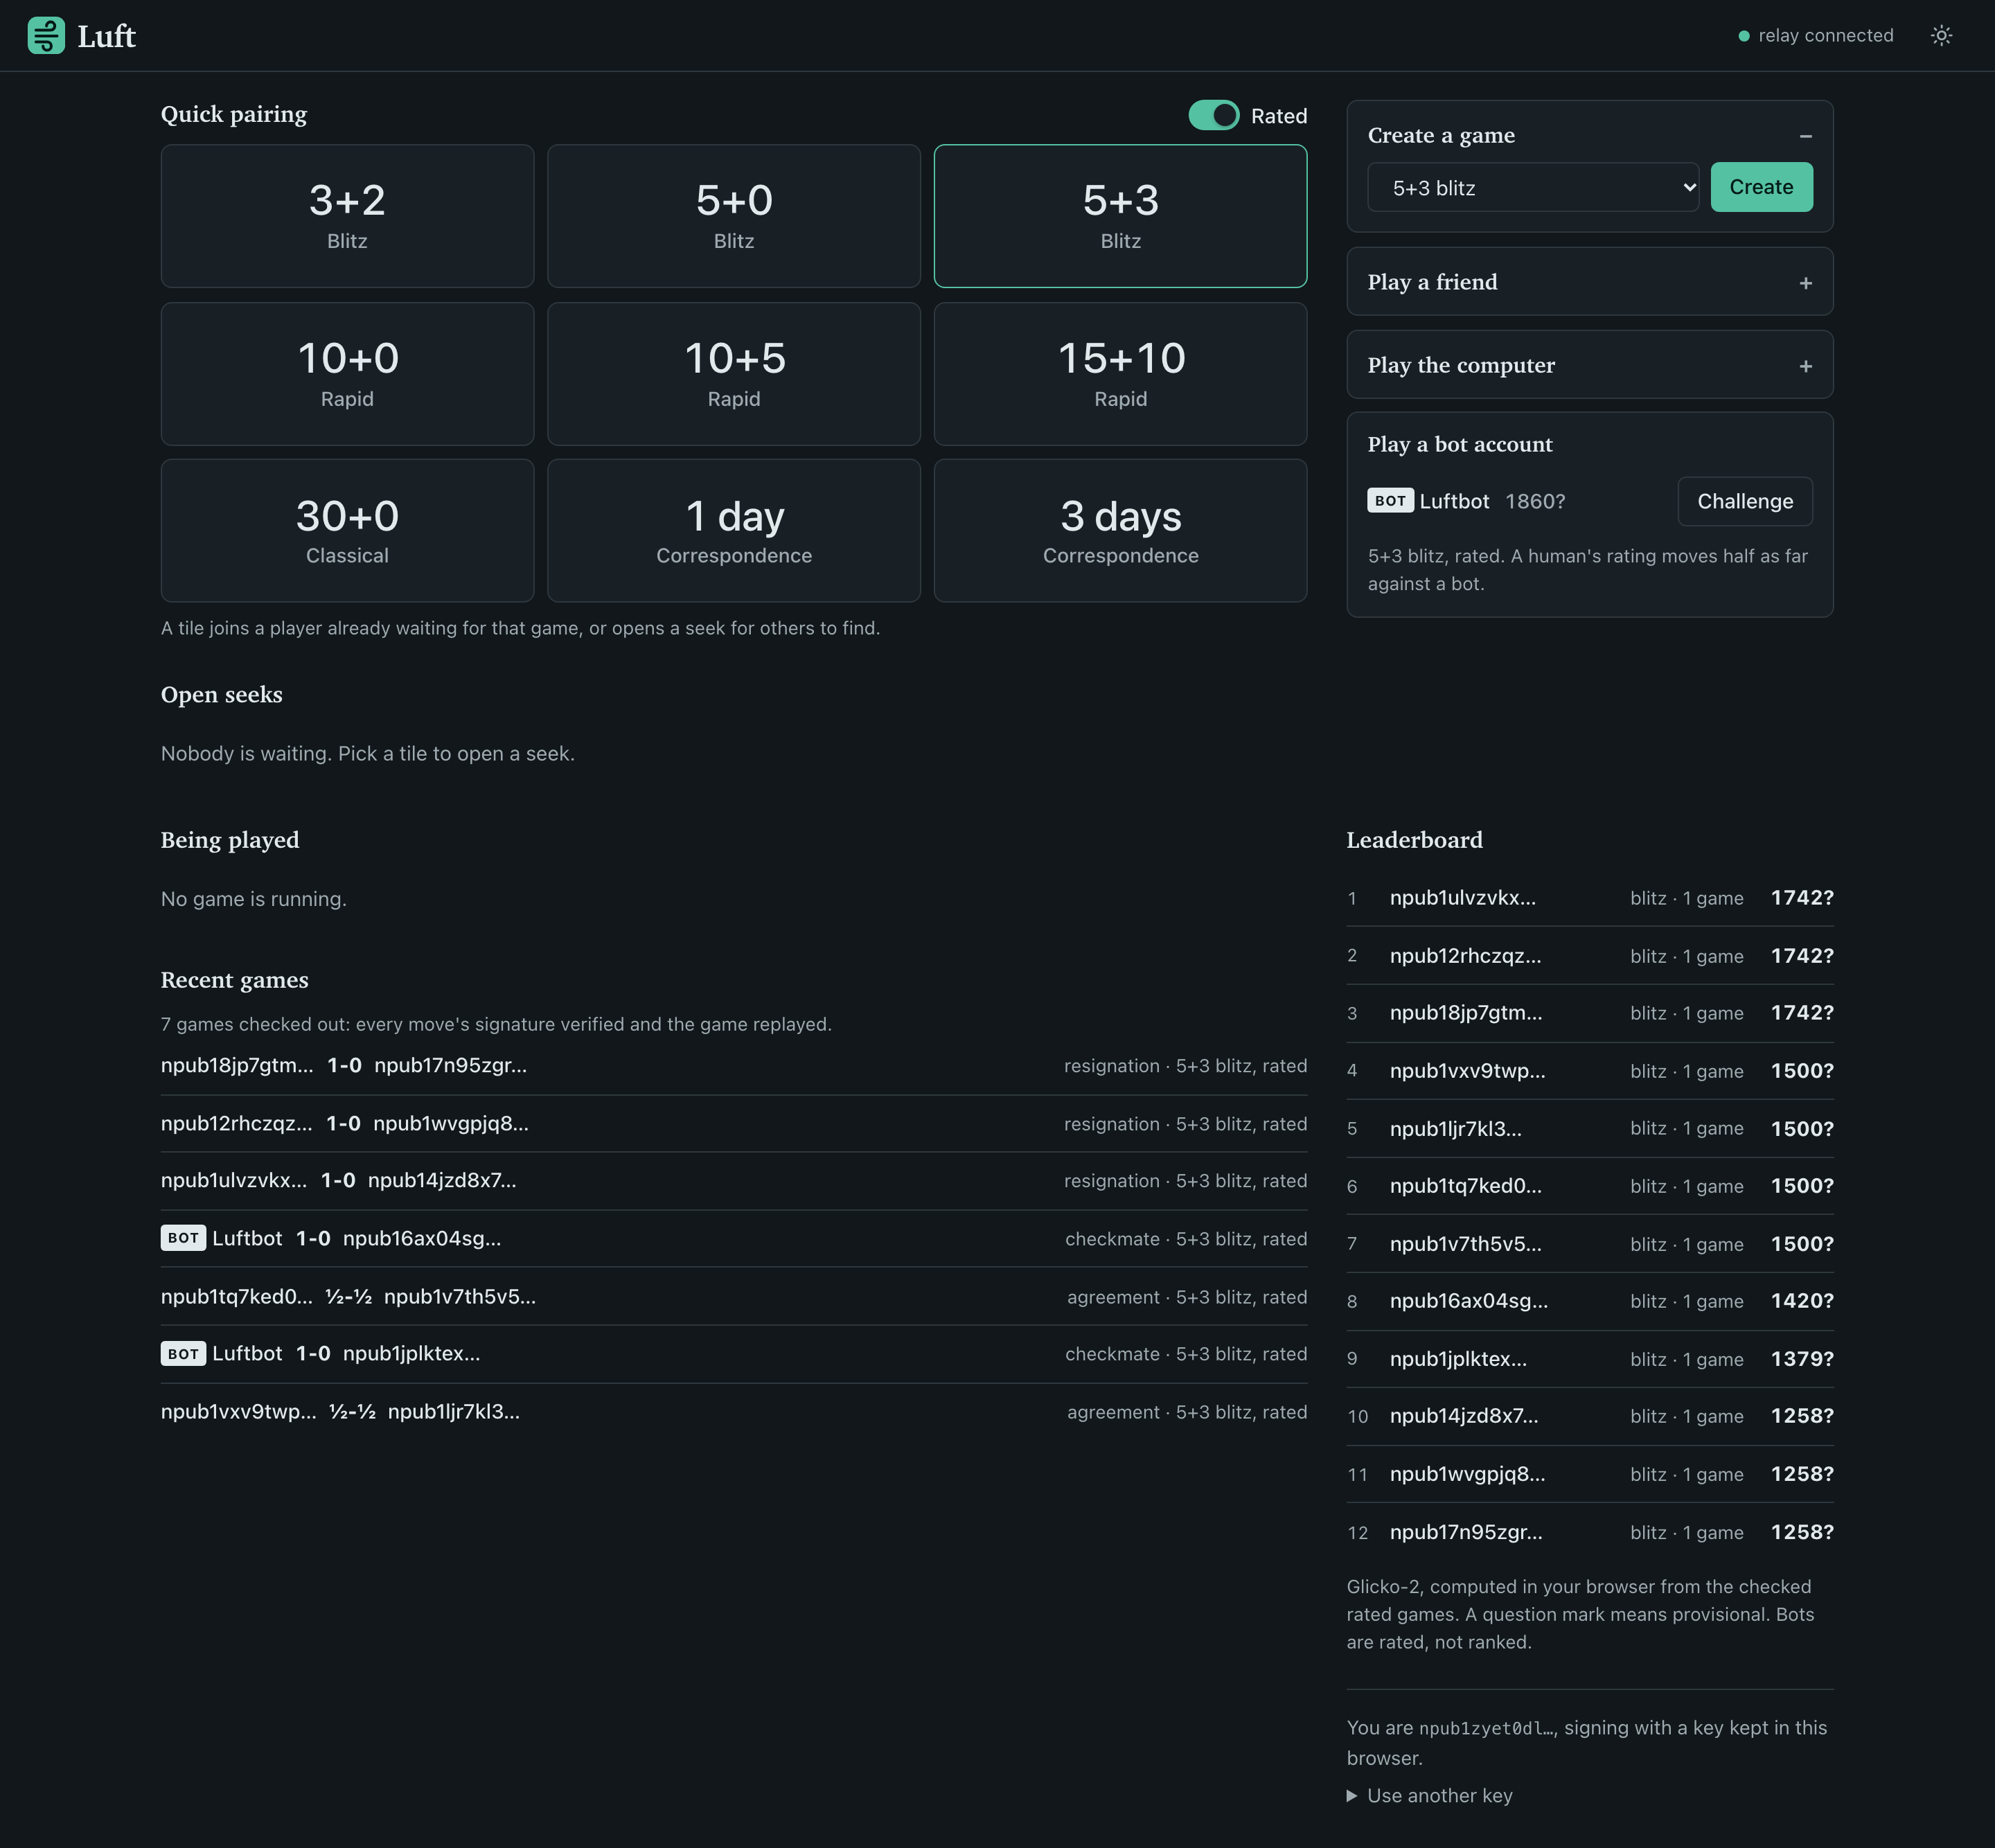 Luft
relay connected
Quick pairing
Rated
3+2
Blitz
5+0
Blitz
5+3
Blitz
10+0
Rapid
10+5
Rapid
15+10
Rapid
30+0
Classical
1 day
Correspondence
3 days
Correspondence
A tile joins a player already waiting for that game, or opens a seek for others to find.
Create a game
5+3 blitz
Create
Play a friend
Play the computer
Play a bot account
BOT Luftbot 1860? Challenge
5+3 blitz, rated. A human's rating moves half as far
against a bot.
Open seeks
Nobody is waiting. Pick a tile to open a seek.
Being played
No game is running.
Recent games
7 games checked out: every move's signature verified and the game replayed.
npub18jp7gtm... 1-0 npub17n95zgr... resignation · 5+3 blitz, rated
npub12rhczqz... 1-0 npub1wvgpjq8... resignation · 5+3 blitz, rated
npub1ulvzvkx... 1-0 npub14jzd8x7... resignation · 5+3 blitz, rated
BOT Luftbot 1-0 npub16ax04sg... checkmate · 5+3 blitz, rated
npub1tq7ked0... ½-½ npub1v7th5v5... agreement · 5+3 blitz, rated
BOT Luftbot 1-0 npub1jplktex... checkmate · 5+3 blitz, rated
npub1vxv9twp... ½-½ npub1ljr7kl3... agreement · 5+3 blitz, rated
Leaderboard
1 npub1ulvzvkx... blitz · 1 game 1742?
2 npub12rhczqz... blitz · 1 game 1742?
3 npub18jp7gtm... blitz · 1 game 1742?
4 npub1vxv9twp... blitz · 1 game 1500?
5 npub1ljr7kl3... blitz · 1 game 1500?
6 npub1tq7ked0... blitz · 1 game 1500?
7 npub1v7th5v5... blitz · 1 game 1500?
8 npub16ax04sg... blitz · 1 game 1420?
9 npub1jplktex... blitz · 1 game 1379?
10 npub14jzd8x7... blitz · 1 game 1258?
11 npub1wvgpjq8... blitz · 1 game 1258?
12 npub17n95zgr... blitz · 1 game 1258?
Glicko-2, computed in your browser from the checked
rated games. A question mark means provisional. Bots
are rated, not ranked.
You are npub1zyet0dl…, signing with a key kept in this
browser.
Use another key